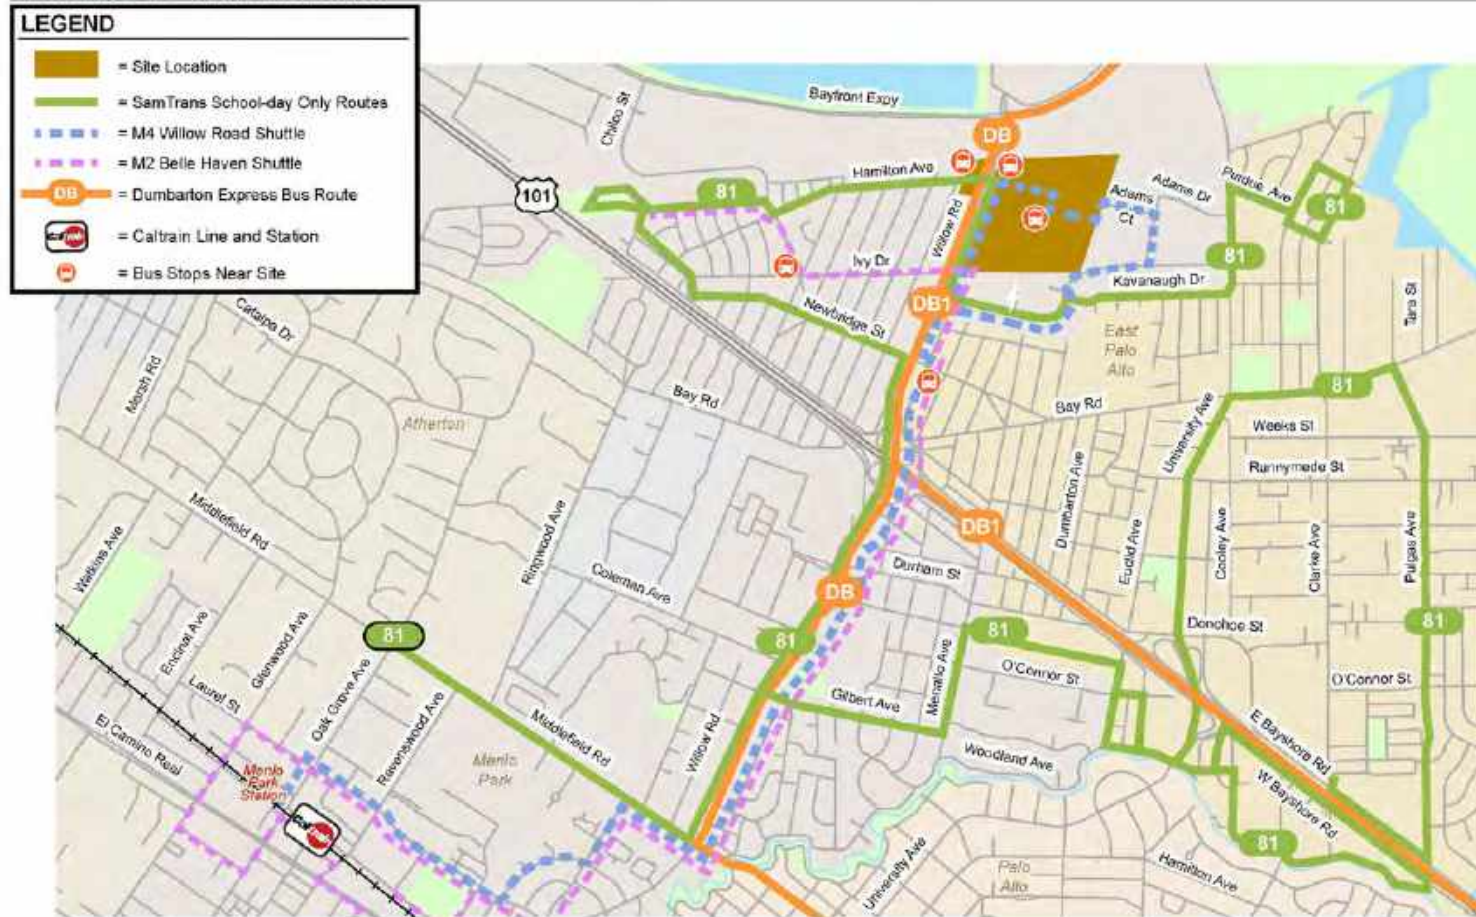 LEGEND
= Site Location
= SamTrans School-day Only Routes
= M4 Willow Road Shuttle
= M2 Belle Haven Shuttle
DB = Dumbarton Express Bus Route
= Caltrain Line and Station
= Bus Stops Near Site
Bayfront Expy
Chilco St
DB
Hamilton Ave
101
81
Willow Rd
Adams Ct
Adams Dr
Purdue Ave
81
Ivy Dr
81
Kavanaugh Dr
DB1
Newbridge St
Tara St
Catalpa Dr
East
Palo
Alto
Marsh Rd
Bay Rd
81
Bay Rd
University Ave
Weeks St
Atherton
Runnymede St
Middlefield Rd
Ringwood Ave
DB1
Dumbarton Ave
Euclid Ave
Cooley Ave
Clarke Ave
Pulgas Ave
Watkins Ave
Durham St
Coleman Ave
DB
Encinal Ave
Glenwood Ave
81
81
81
Donohoe St
81
Laurel St
Oak Grove Ave
Menalto Ave
O'Connor St
O'Connor St
Gilbert Ave
El Camino Real
Ravenswood Ave
Middlefield Rd
Willow Rd
Woodland Ave
E Bayshore Rd
Menlo
Park
Station
Menlo
Park
W Bayshore Rd
81
University Ave
Palo
Alto
Hamilton Ave